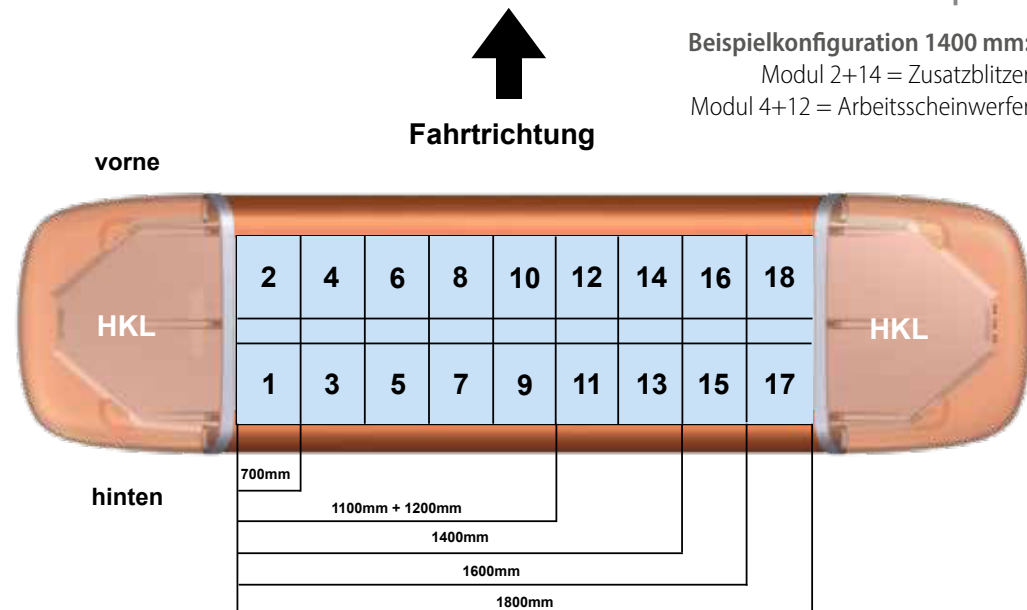 Beispielkonfiguration 1400 mm:
Modul 2+14 = Zusatzblitzer
Modul 4+12 = Arbeitsscheinwerfer
Fahrtrichtung
vorne
2 4 6 8 10 12 14 16 18
HKL HKL
1 3 5 7 9 11 13 15 17
700mm
hinten
1100mm + 1200mm
1400mm
1600mm
1800mm